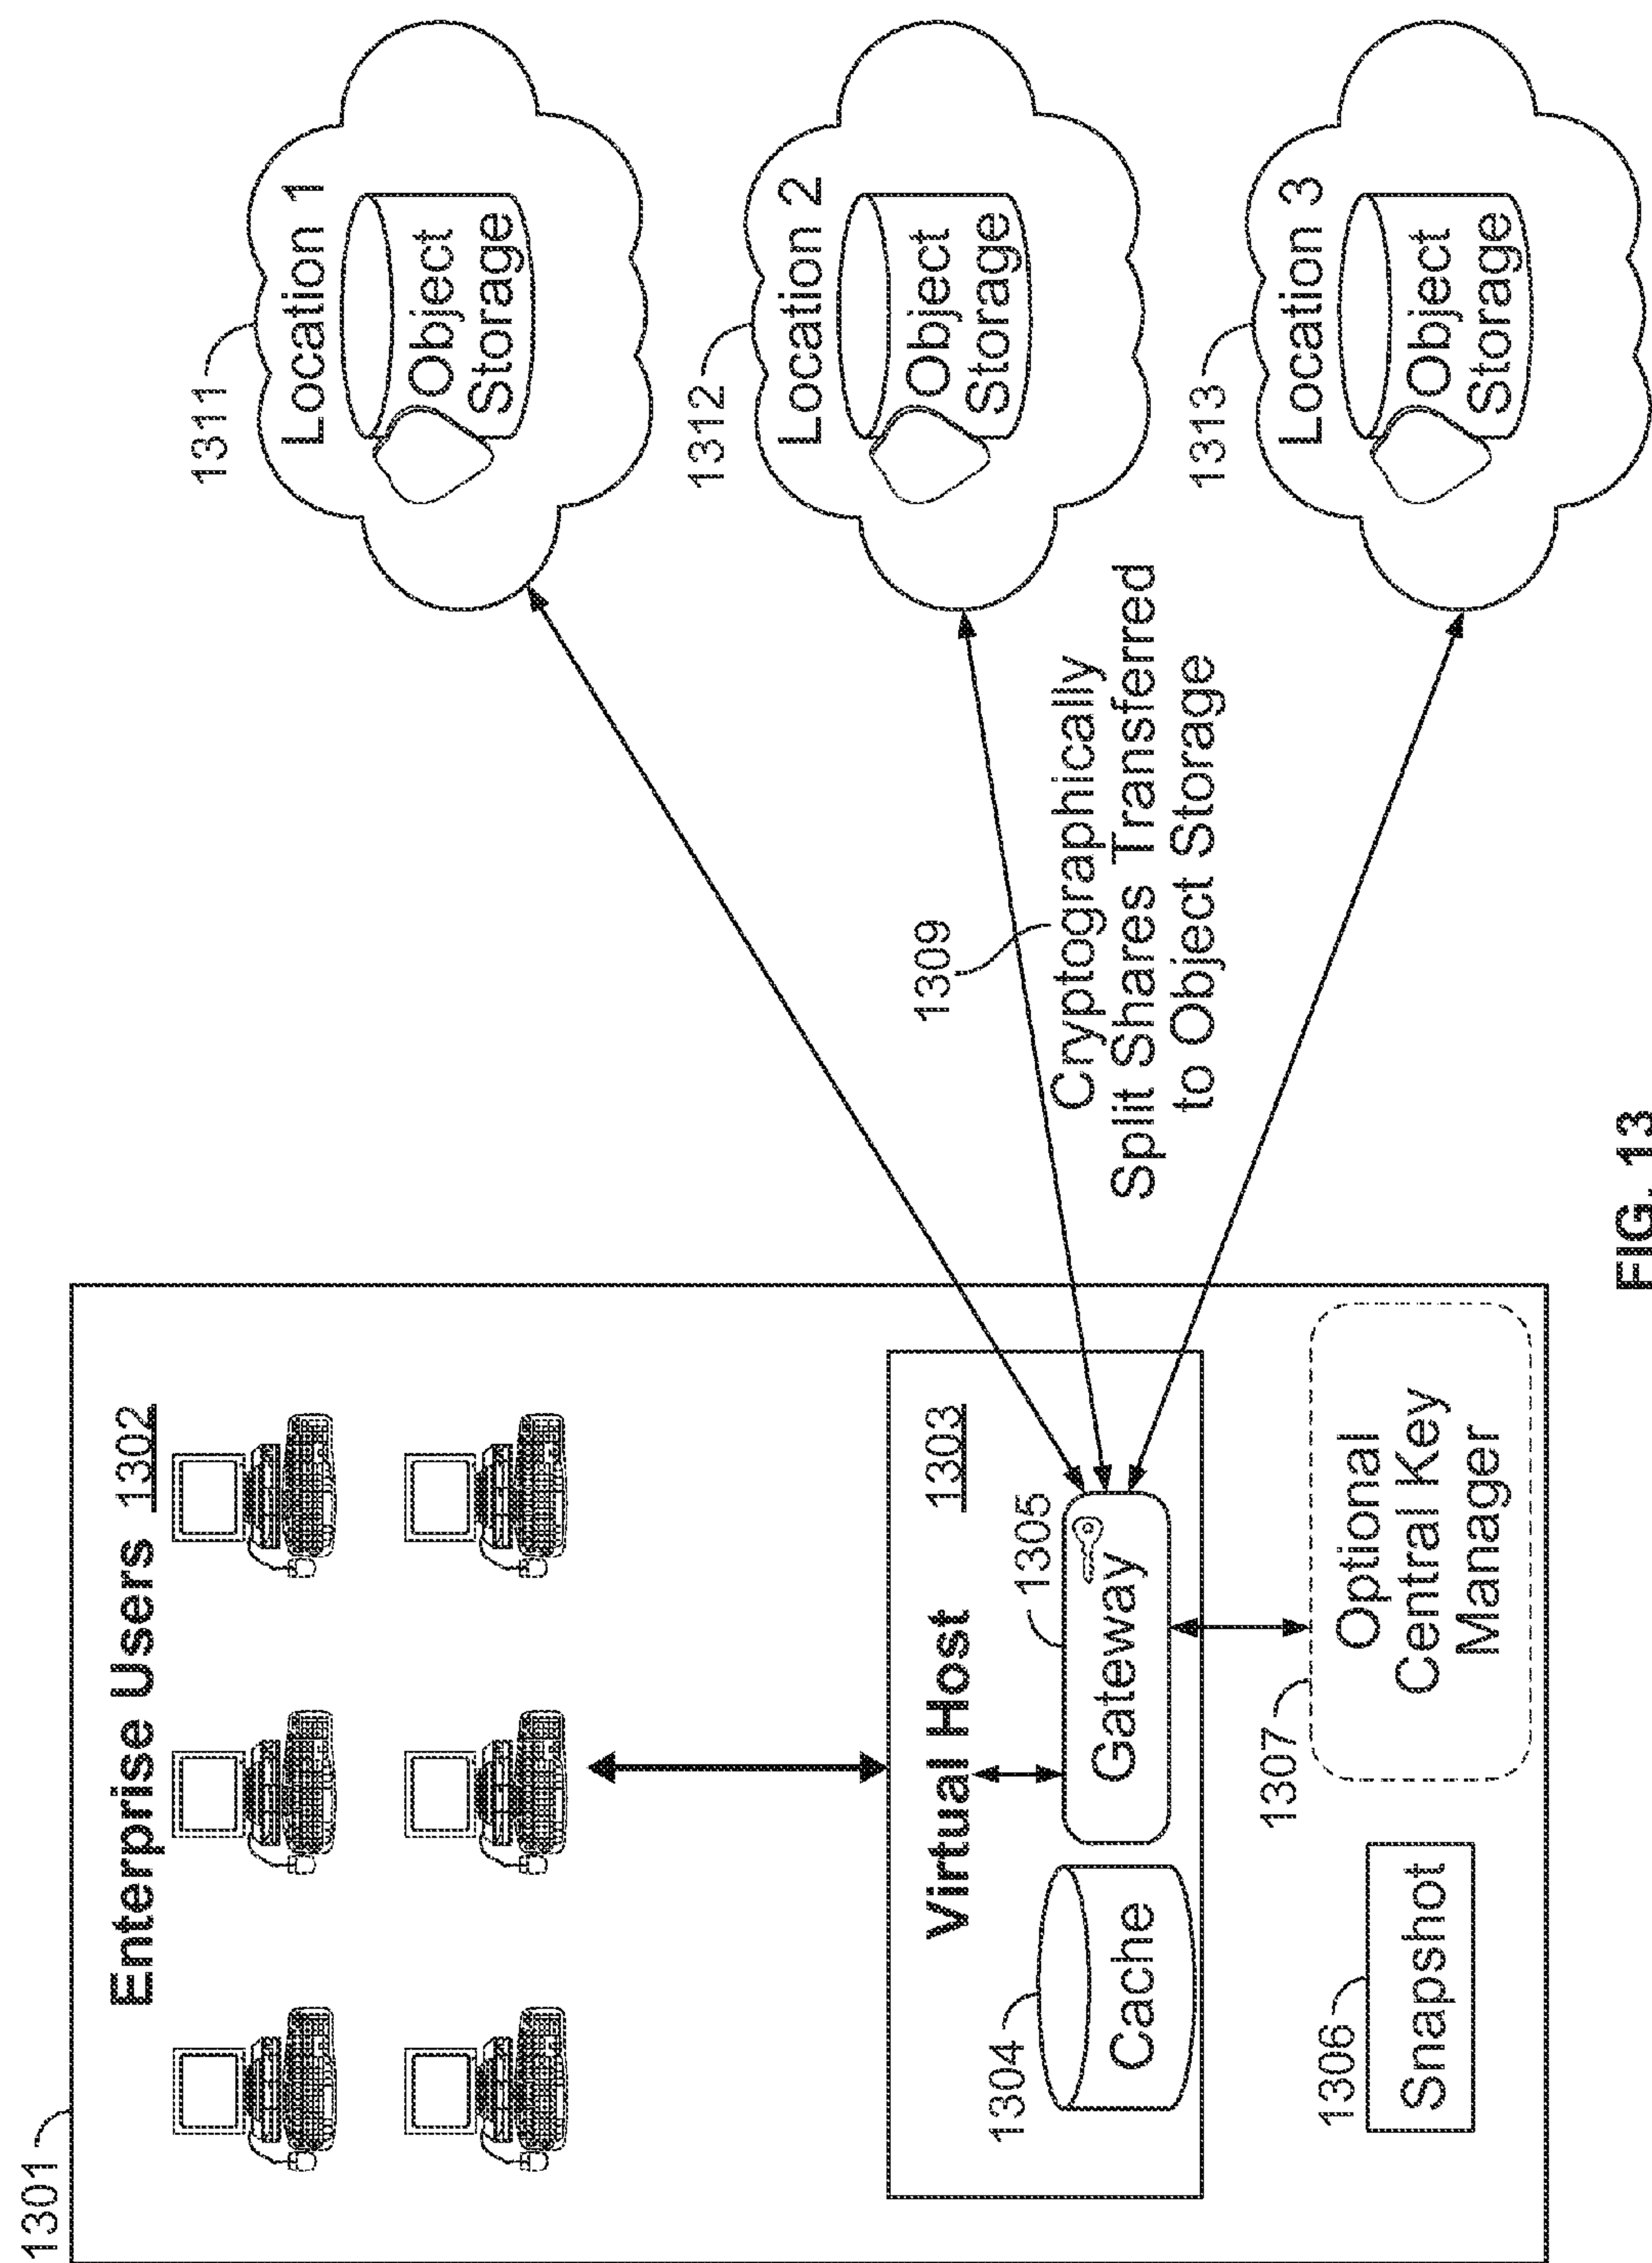 1301
Enterprise Users 1302
Virtual Host 1303
1304
Cache
1305
Gateway
1306
Snapshot
1307
Optional
Central Key
Manager
1309
Cryptographically
Split Shares Transferred
to Object Storage
1311
Location 1
Object
Storage
1312
Location 2
Object
Storage
1313
Location 3
Object
Storage
FIG. 13